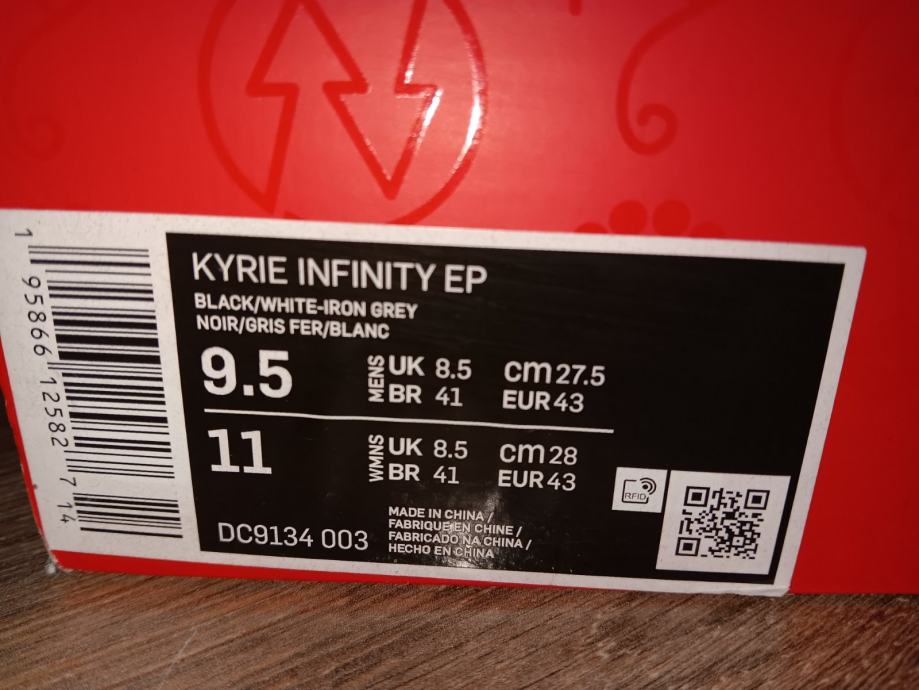 KYRIE INFINITY EP
BLACK/WHITE-IRON GREY
NOIR/GRIS FER/BLANC
9.5 MENS UK 8.5 cm 27.5
BR 41 EUR 43
11 WMNS UK 8.5 cm 28
BR 41 EUR 43
RFID
DC9134 003
MADE IN CHINA /
FABRIQUÉ EN CHINE /
FABRICADO NA CHINA /
HECHO EN CHINA
1 95866 12582 7 14